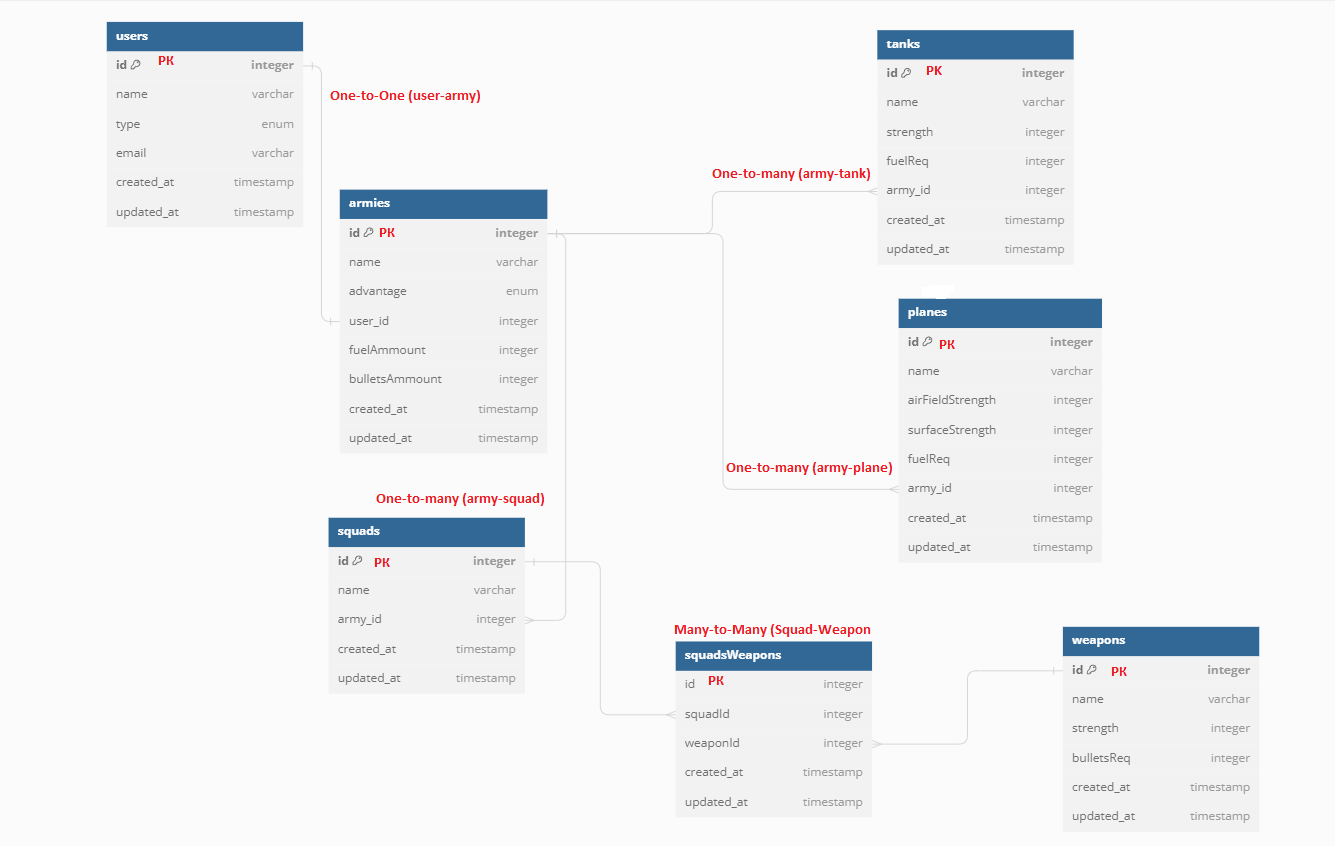 users
id PK integer
name varchar
type enum
email varchar
created_at timestamp
updated_at timestamp
One-to-One (user-army)
armies
id PK integer
name varchar
advantage enum
user_id integer
fuelAmmount integer
bulletsAmmount integer
created_at timestamp
updated_at timestamp
One-to-many (army-tank)
tanks
id PK integer
name varchar
strength integer
fuelReq integer
army_id integer
created_at timestamp
updated_at timestamp
One-to-many (army-plane)
planes
id PK integer
name varchar
airFieldStrength integer
surfaceStrength integer
fuelReq integer
army_id integer
created_at timestamp
updated_at timestamp
One-to-many (army-squad)
squads
id PK integer
name varchar
army_id integer
created_at timestamp
updated_at timestamp
Many-to-Many (Squad-Weapon
squadsWeapons
id PK integer
squadId integer
weaponId integer
created_at timestamp
updated_at timestamp
weapons
id PK integer
name varchar
strength integer
bulletsReq integer
created_at timestamp
updated_at timestamp